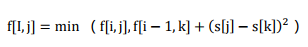 f[I, j] = min ( f[i, j], f[i − 1, k] + (s[j] − s[k])² )